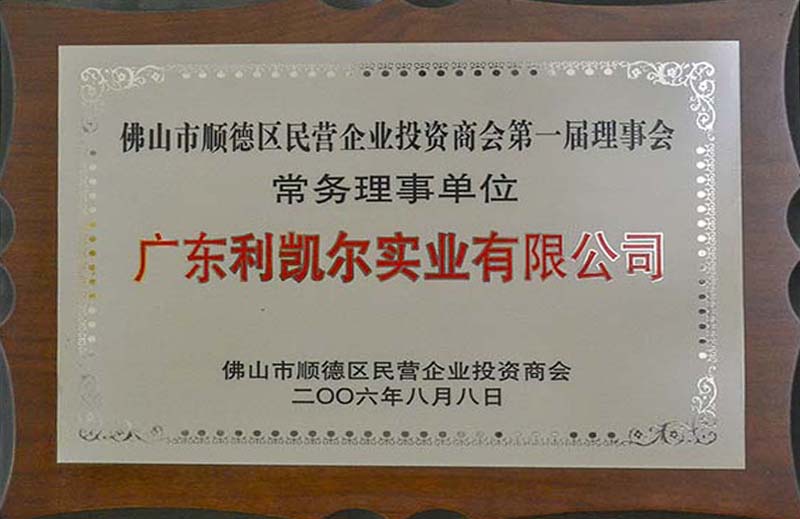 佛山市顺德区民营企业投资商会第一届理事会
常务理事单位
广东利凯尔实业有限公司
佛山市顺德区民营企业投资商会
二〇〇六年八月八日